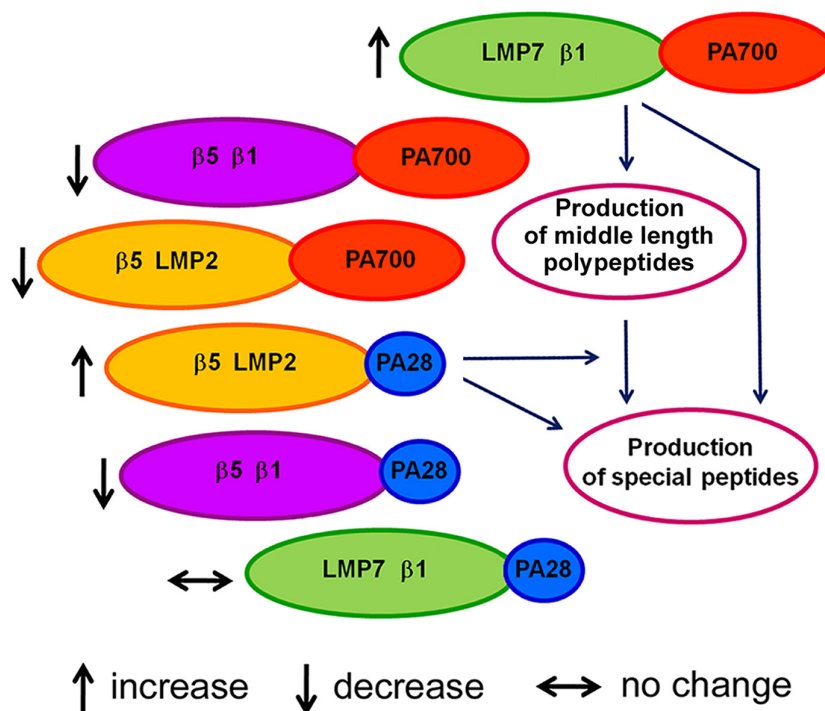 LMP7 β1
PA700
β5 β1
PA700
Production
of middle length
polypeptides
β5 LMP2
PA700
β5 LMP2
PA28
Production
of special peptides
β5 β1
PA28
LMP7 β1
PA28
increase
decrease
no change